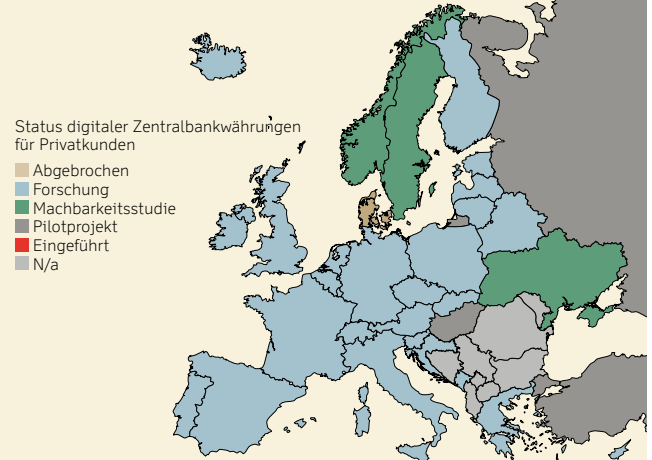 Status digitaler Zentralbankwährungen
für Privatkunden
Abgebrochen
Forschung
Machbarkeitsstudie
Pilotprojekt
Eingeführt
N/a